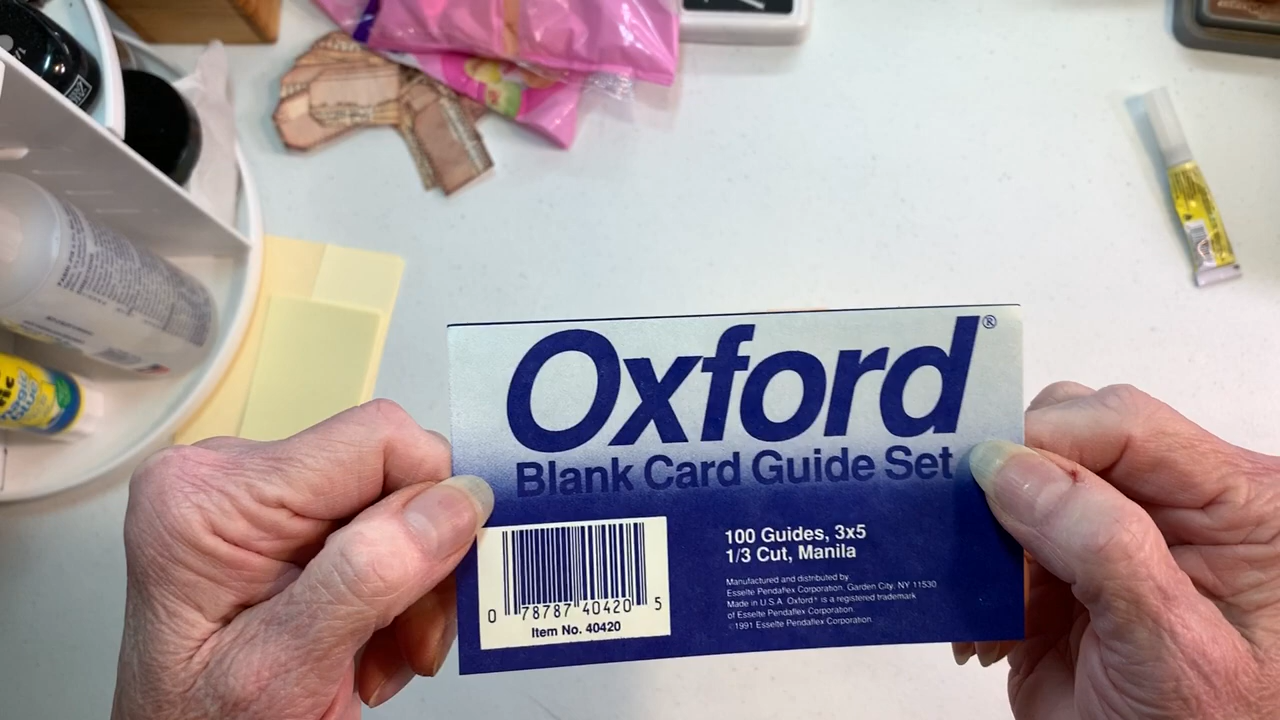 Oxford®
Blank Card Guide Set
100 Guides, 3x5
1/3 Cut, Manila
Manufactured and distributed by
Esselte Pendaflex Corporation, Garden City, NY 11530
Made in U.S.A. Oxford® is a registered trademark
of Esselte Pendaflex Corporation.
©1991 Esselte Pendaflex Corporation
0 78787 40420 5
Item No. 40420